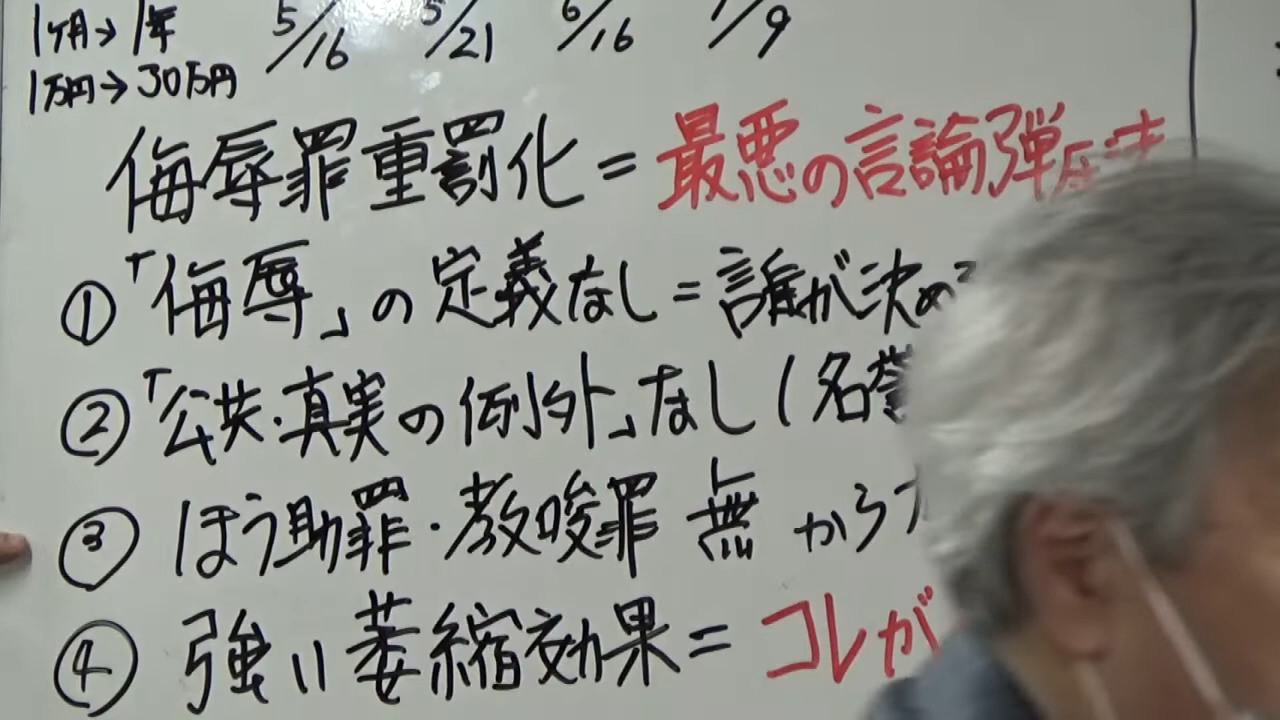 1ヶ月→1年 5/16 5/21 6/16 7/9
1万円→30万円
侮辱罪重罰化=最悪の言論弾圧法
①「侮辱」の定義なし=誰が決める
②「公共・真実の例外」なし(名誉
③ほう助罪・教唆罪 無 から
④強い萎縮効果=コレが